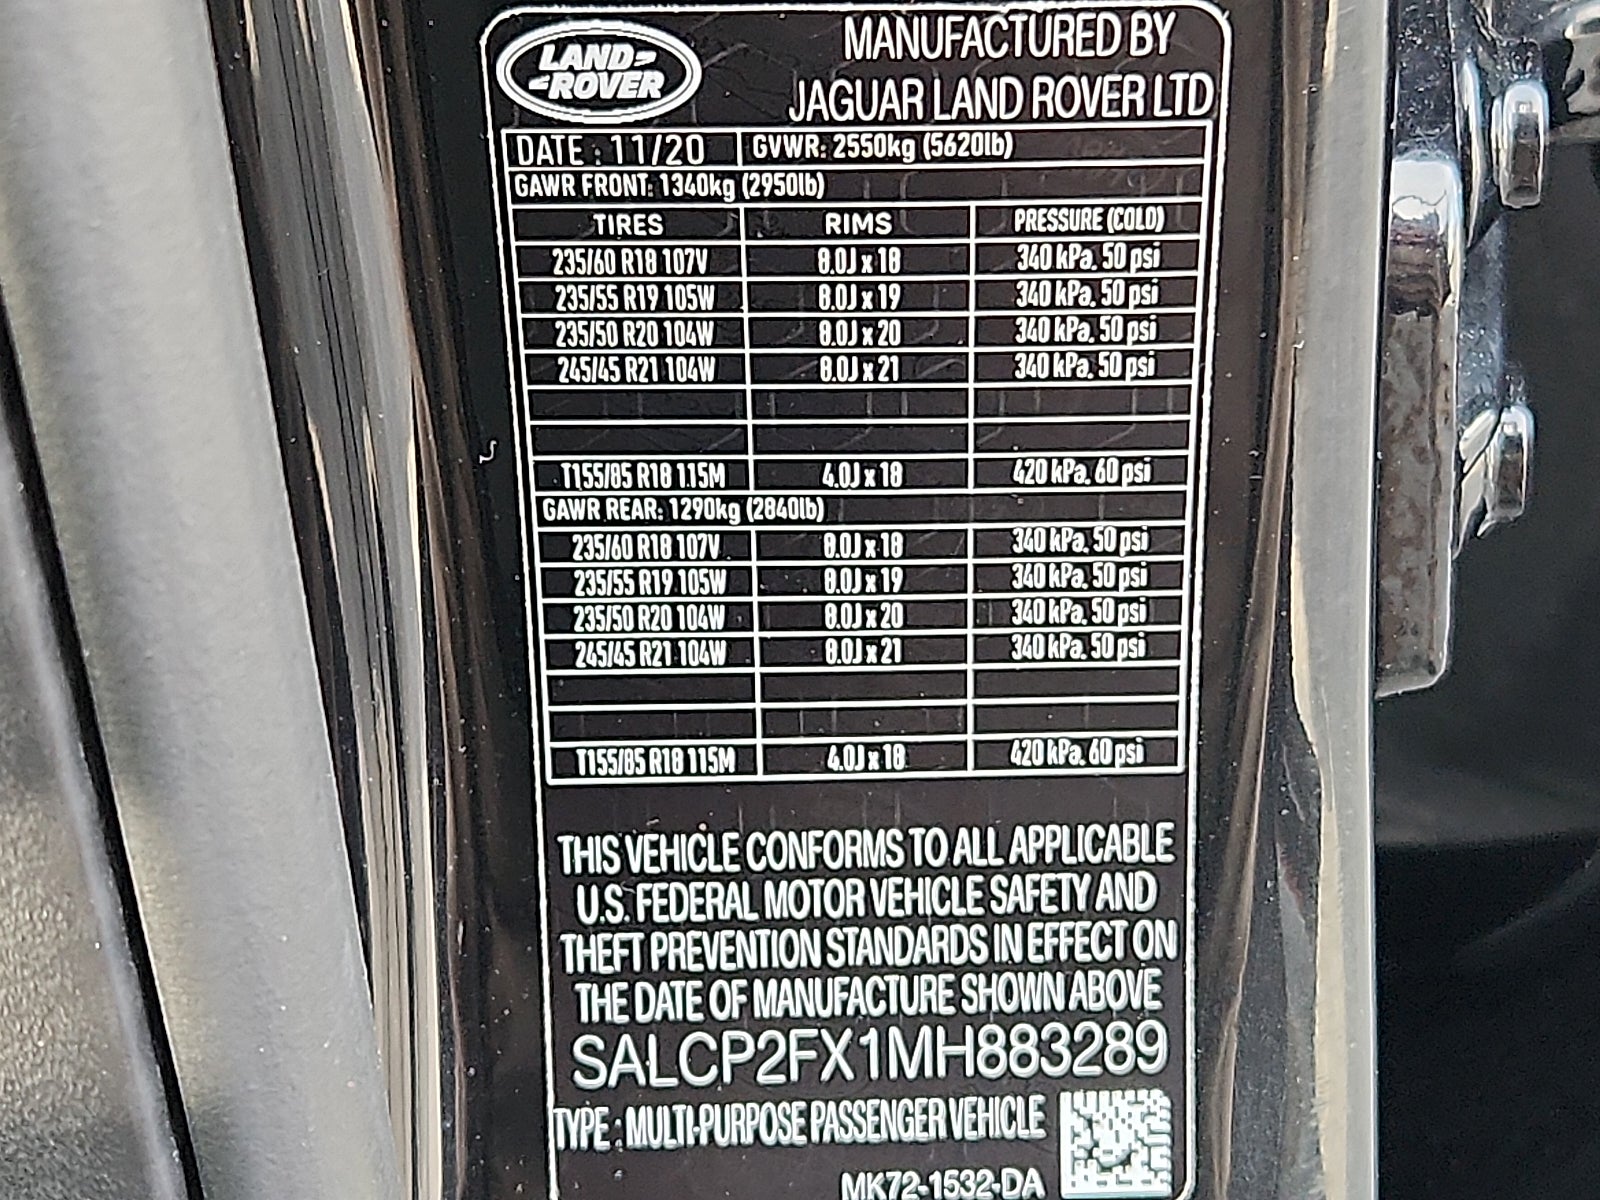 LAND
ROVER
MANUFACTURED BY
JAGUAR LAND ROVER LTD
DATE : 11/20 GVWR: 2550kg (5620lb)
GAWR FRONT: 1340kg (2950lb)
TIRES RIMS PRESSURE (COLD)
235/60 R18 107V 8.0J x 18 340 kPa. 50 psi
235/55 R19 105W 8.0J x 19 340 kPa. 50 psi
235/50 R20 104W 8.0J x 20 340 kPa. 50 psi
245/45 R21 104W 8.0J x 21 340 kPa. 50 psi
T155/85 R18 115M 4.0J x 18 420 kPa. 60 psi
GAWR REAR: 1290kg (2840lb)
235/60 R18 107V 8.0J x 18 340 kPa. 50 psi
235/55 R19 105W 8.0J x 19 340 kPa. 50 psi
235/50 R20 104W 8.0J x 20 340 kPa. 50 psi
245/45 R21 104W 8.0J x 21 340 kPa. 50 psi
T155/85 R18 115M 4.0J x 18 420 kPa. 60 psi
THIS VEHICLE CONFORMS TO ALL APPLICABLE
U.S. FEDERAL MOTOR VEHICLE SAFETY AND
THEFT PREVENTION STANDARDS IN EFFECT ON
THE DATE OF MANUFACTURE SHOWN ABOVE
SALCP2FX1MH883289
TYPE : MULTI-PURPOSE PASSENGER VEHICLE
MK72-1532-DA